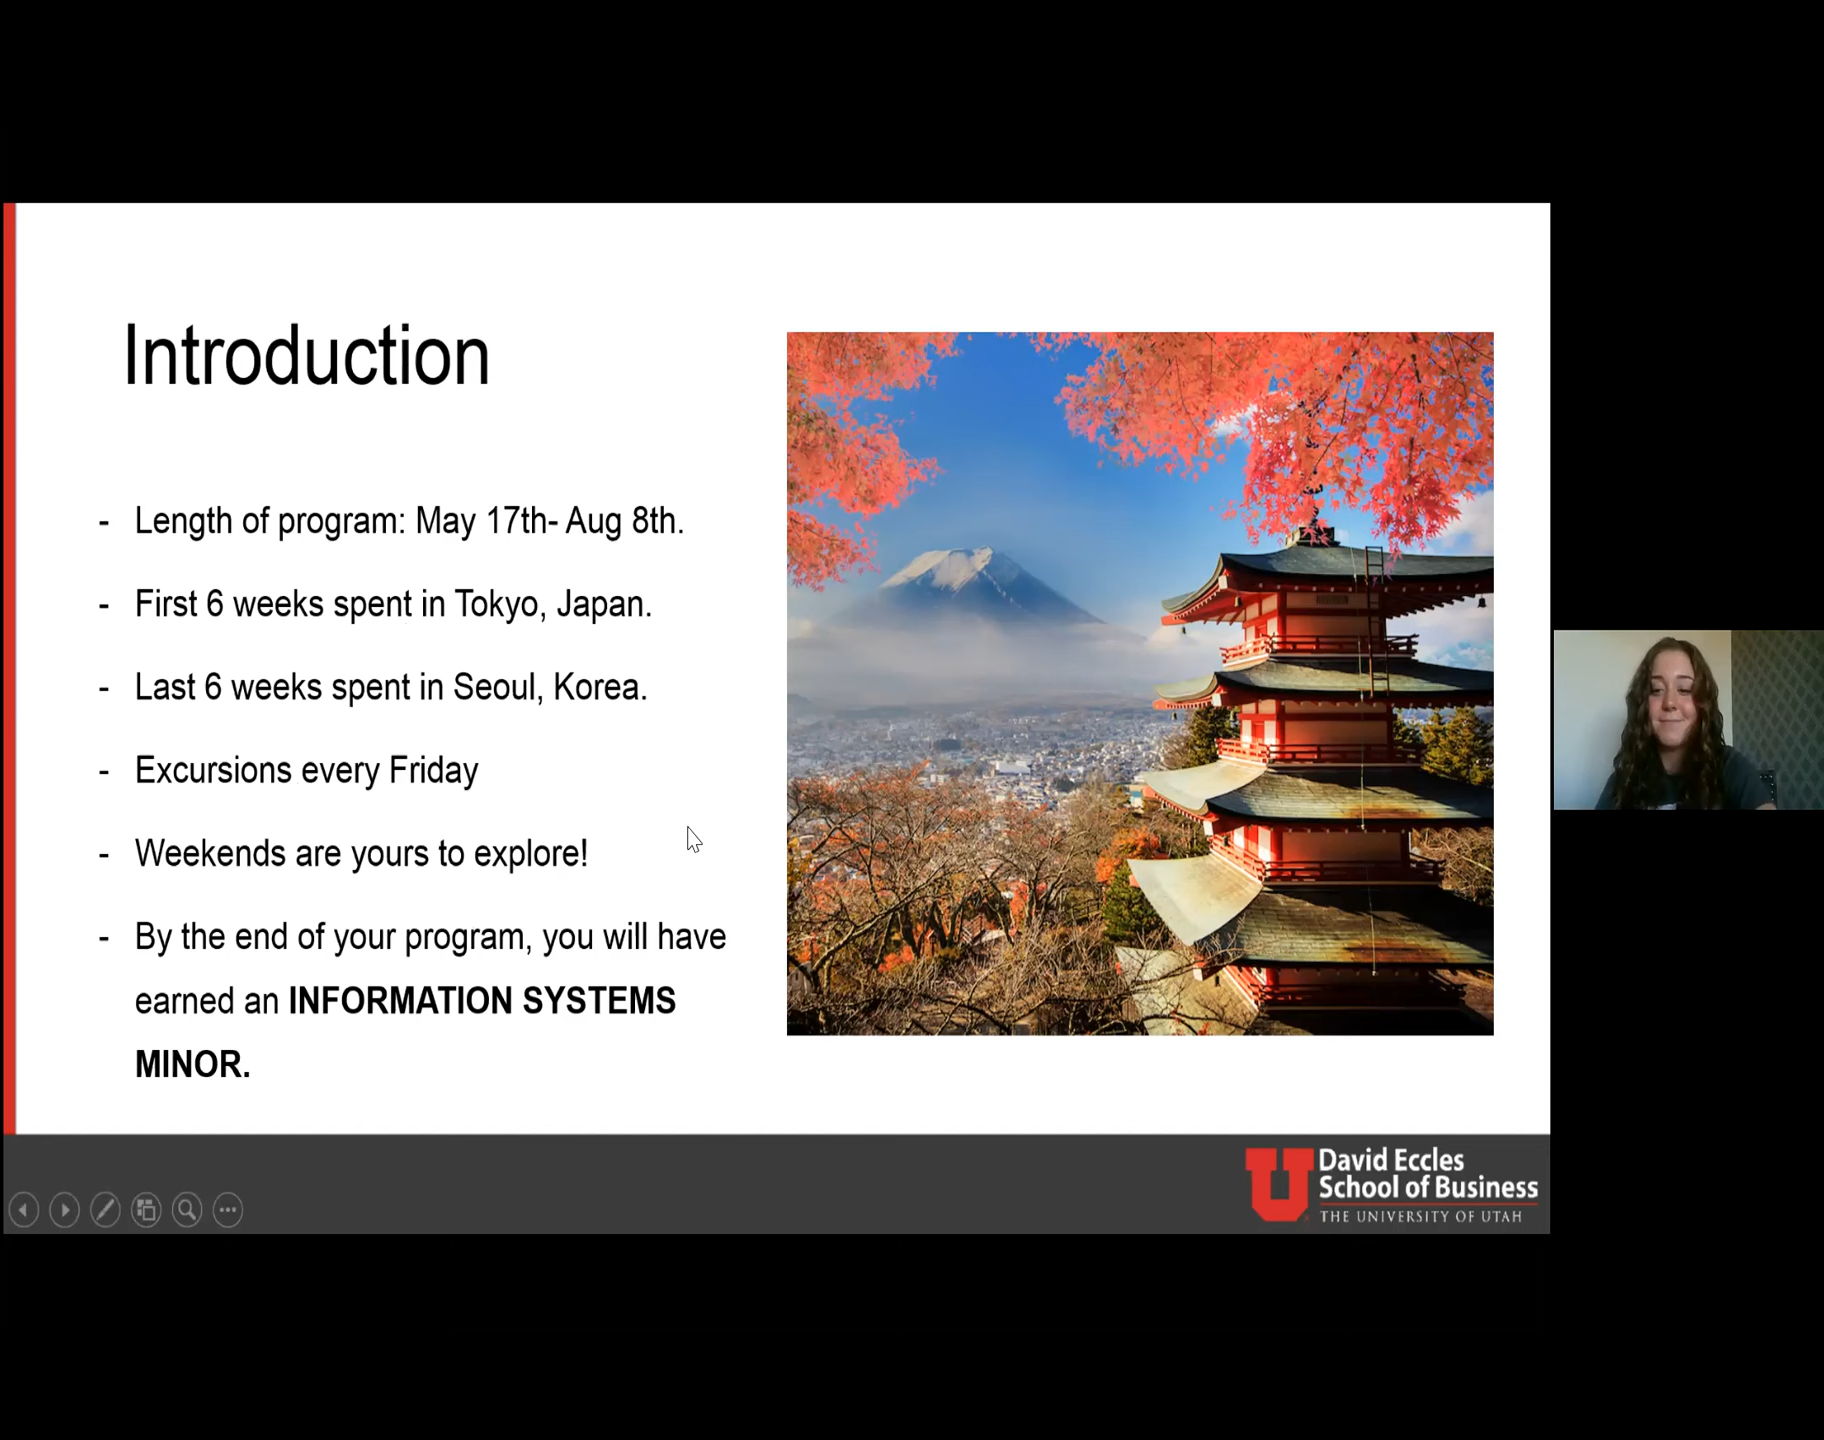 Introduction
- Length of program: May 17th- Aug 8th.
- First 6 weeks spent in Tokyo, Japan.
- Last 6 weeks spent in Seoul, Korea.
- Excursions every Friday
- Weekends are yours to explore!
- By the end of your program, you will have
earned an INFORMATION SYSTEMS
MINOR.
U David Eccles
School of Business
THE UNIVERSITY OF UTAH